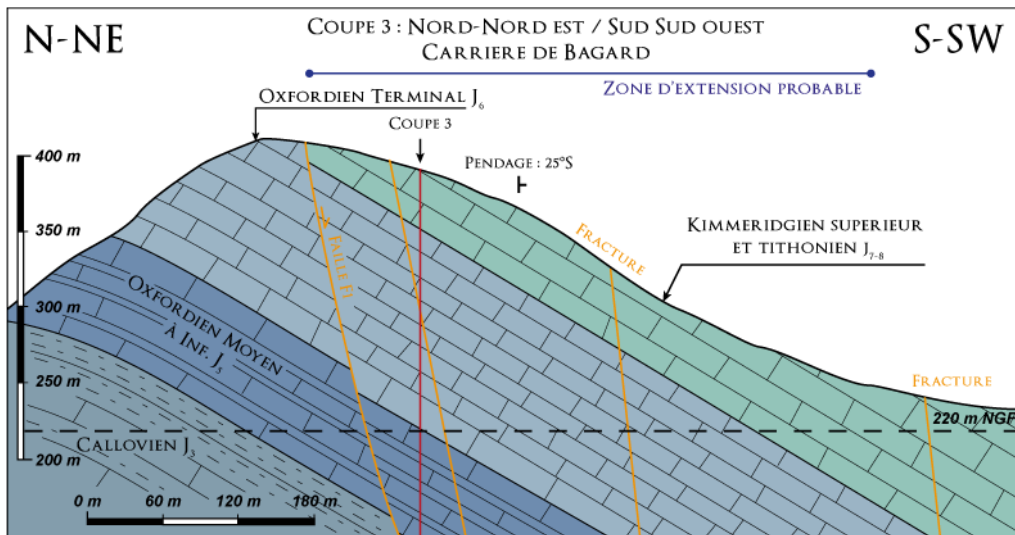 N-NE
Coupe 3 : Nord-Nord est / Sud Sud ouest
Carriere de Bagard
S-SW
Zone d'extension probable
Oxfordien Terminal J6
Coupe 3
Pendage : 25°S
400 m
350 m
300 m
250 m
200 m
Faille F1
Fracture
Kimmeridgien superieur
et tithonien J7-8
Oxfordien Moyen
à Inf. J5
Fracture
220 m NGF
Callovien J3
0 m 60 m 120 m 180 m